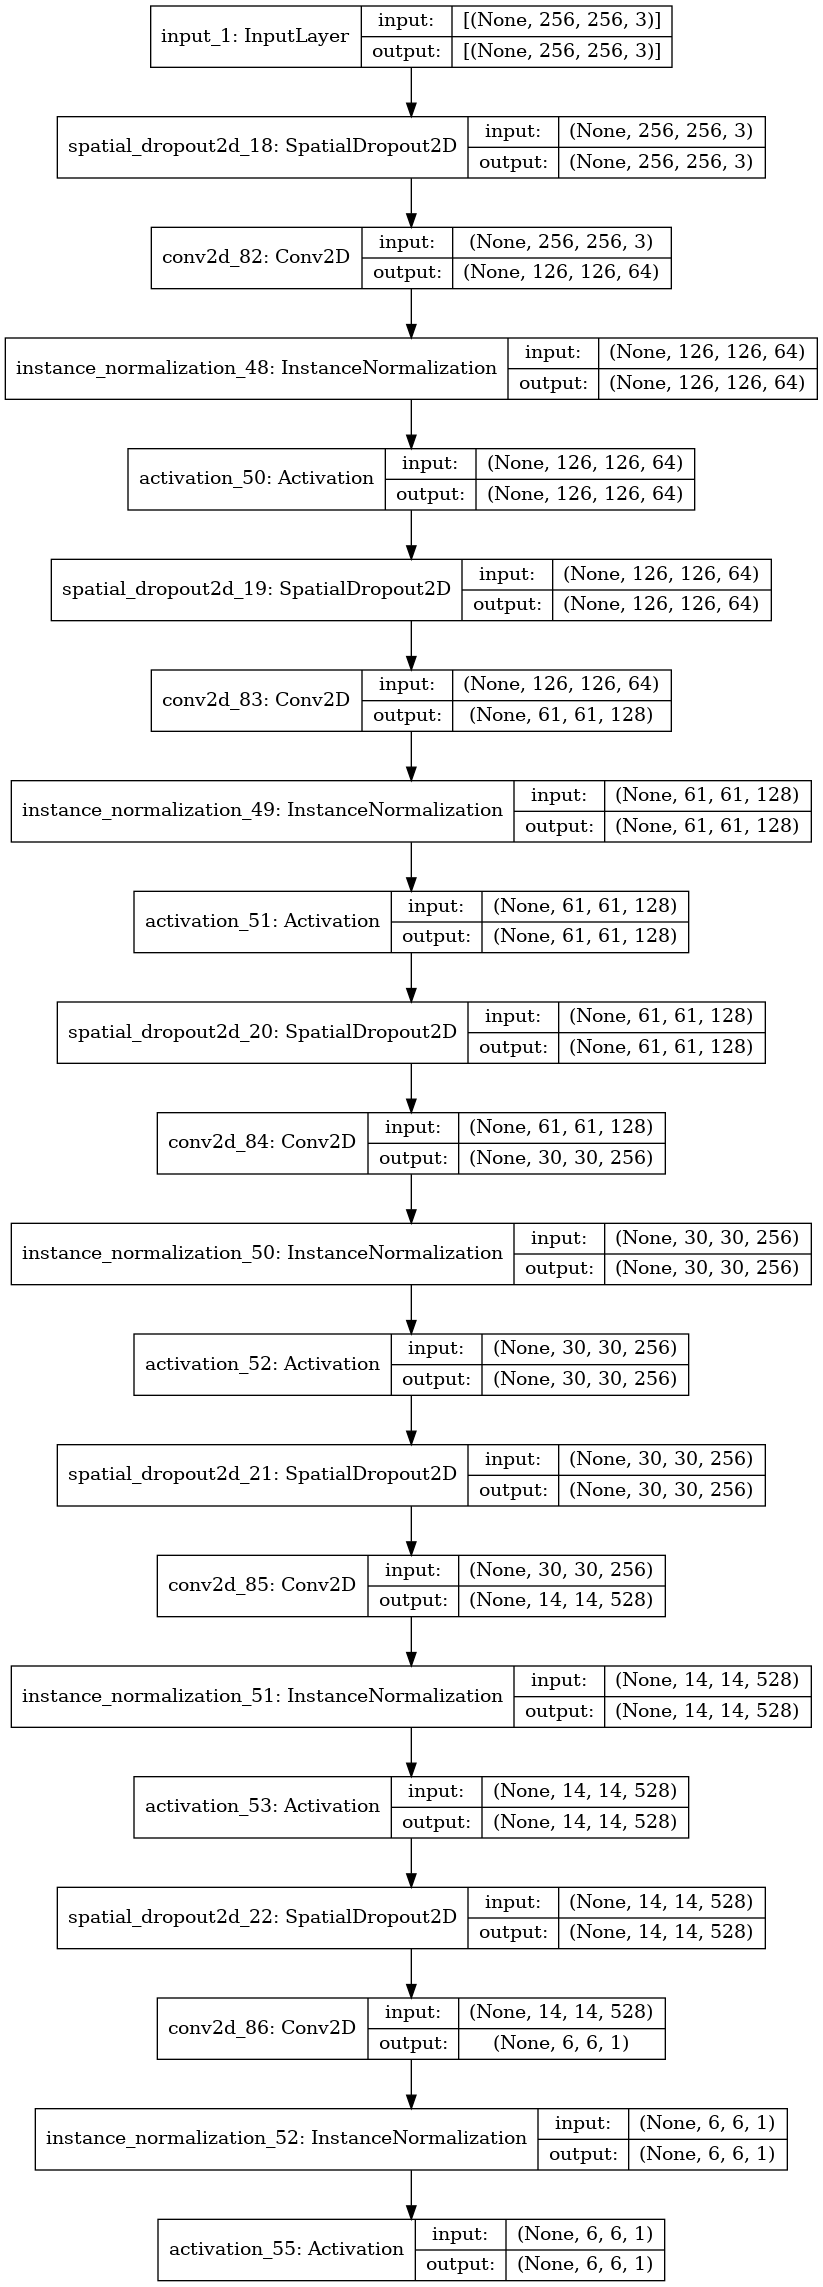 input_1: InputLayer
input: [(None, 256, 256, 3)]
output: [(None, 256, 256, 3)]
spatial_dropout2d_18: SpatialDropout2D
input: (None, 256, 256, 3)
output: (None, 256, 256, 3)
conv2d_82: Conv2D
input: (None, 256, 256, 3)
output: (None, 126, 126, 64)
instance_normalization_48: InstanceNormalization
input: (None, 126, 126, 64)
output: (None, 126, 126, 64)
activation_50: Activation
input: (None, 126, 126, 64)
output: (None, 126, 126, 64)
spatial_dropout2d_19: SpatialDropout2D
input: (None, 126, 126, 64)
output: (None, 126, 126, 64)
conv2d_83: Conv2D
input: (None, 126, 126, 64)
output: (None, 61, 61, 128)
instance_normalization_49: InstanceNormalization
input: (None, 61, 61, 128)
output: (None, 61, 61, 128)
activation_51: Activation
input: (None, 61, 61, 128)
output: (None, 61, 61, 128)
spatial_dropout2d_20: SpatialDropout2D
input: (None, 61, 61, 128)
output: (None, 61, 61, 128)
conv2d_84: Conv2D
input: (None, 61, 61, 128)
output: (None, 30, 30, 256)
instance_normalization_50: InstanceNormalization
input: (None, 30, 30, 256)
output: (None, 30, 30, 256)
activation_52: Activation
input: (None, 30, 30, 256)
output: (None, 30, 30, 256)
spatial_dropout2d_21: SpatialDropout2D
input: (None, 30, 30, 256)
output: (None, 30, 30, 256)
conv2d_85: Conv2D
input: (None, 30, 30, 256)
output: (None, 14, 14, 528)
instance_normalization_51: InstanceNormalization
input: (None, 14, 14, 528)
output: (None, 14, 14, 528)
activation_53: Activation
input: (None, 14, 14, 528)
output: (None, 14, 14, 528)
spatial_dropout2d_22: SpatialDropout2D
input: (None, 14, 14, 528)
output: (None, 14, 14, 528)
conv2d_86: Conv2D
input: (None, 14, 14, 528)
output: (None, 6, 6, 1)
instance_normalization_52: InstanceNormalization
input: (None, 6, 6, 1)
output: (None, 6, 6, 1)
activation_55: Activation
input: (None, 6, 6, 1)
output: (None, 6, 6, 1)